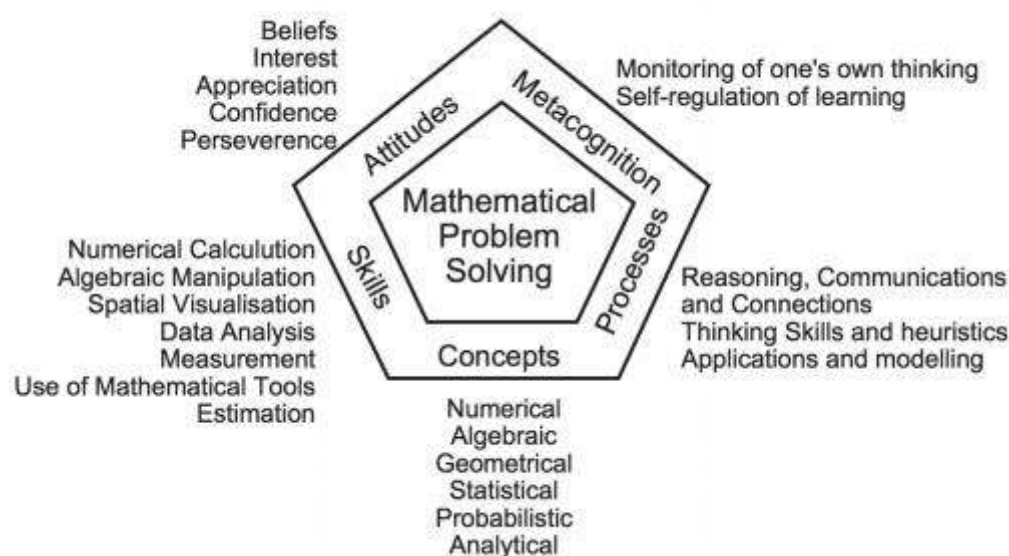 Beliefs
Interest
Appreciation
Confidence
Perseverence
Monitoring of one's own thinking
Self-regulation of learning
Attitudes
Metacognition
Mathematical
Problem
Solving
Skills
Processes
Concepts
Numerical Calculution
Algebraic Manipulation
Spatial Visualisation
Data Analysis
Measurement
Use of Mathematical Tools
Estimation
Reasoning, Communications
and Connections
Thinking Skills and heuristics
Applications and modelling
Numerical
Algebraic
Geometrical
Statistical
Probabilistic
Analytical